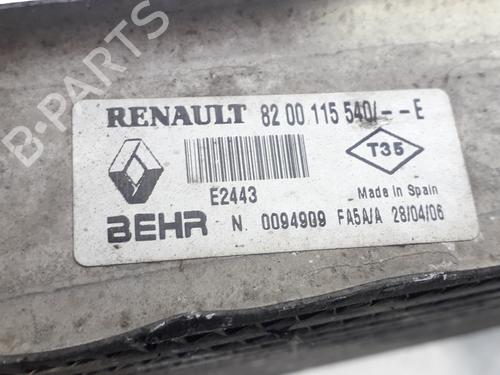 B-PARTS
RENAULT 82 00 115 540/--E
T35
E2443
Made in Spain
BEHR N. 0094909 FA5A/A 28/04/06